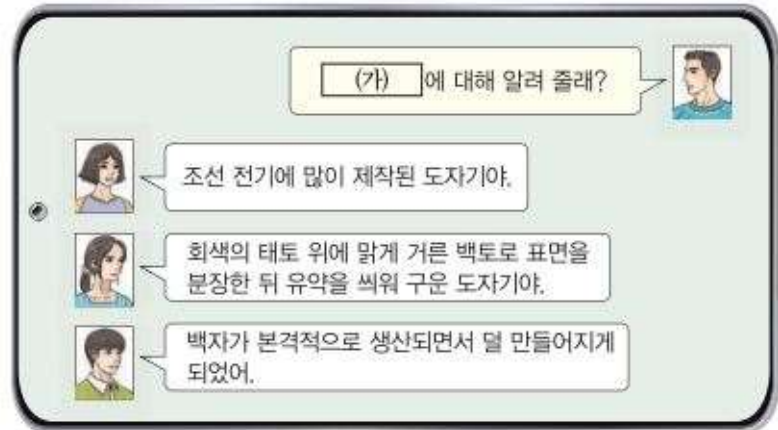 (가) 에 대해 알려 줄래?
조선 전기에 많이 제작된 도자기야.
회색의 태토 위에 맑게 거른 백토로 표면을
분장한 뒤 유약을 씌워 구운 도자기야.
백자가 본격적으로 생산되면서 덜 만들어지게
되었어.